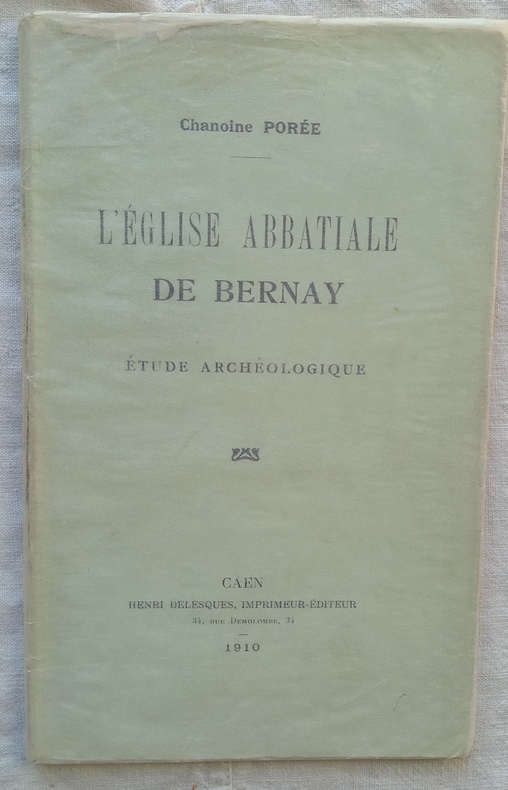 Chanoine PORÉE
L'ÉGLISE ABBATIALE
DE BERNAY
ÉTUDE ARCHÉOLOGIQUE
CAEN
HENRI DELESQUES, IMPRIMEUR-ÉDITEUR
34, RUE DEMOLOMBE, 34
1910